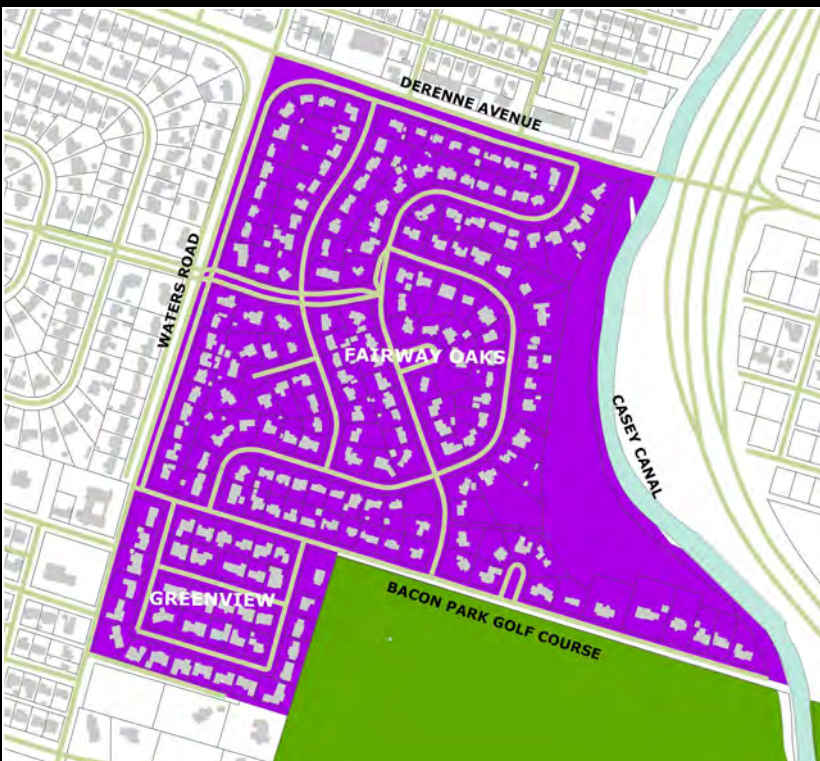 DERENNE AVENUE
WATERS ROAD
FAIRWAY OAKS
CASEY CANAL
GREENVIEW
BACON PARK GOLF COURSE